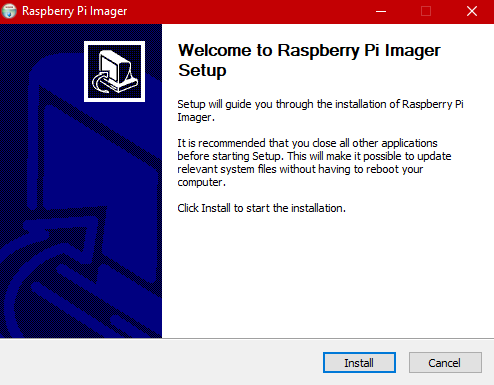 Raspberry Pi Imager
Welcome to Raspberry Pi Imager
Setup
Setup will guide you through the installation of Raspberry Pi
Imager.
It is recommended that you close all other applications
before starting Setup. This will make it possible to update
relevant system files without having to reboot your
computer.
Click Install to start the installation.
Install
Cancel